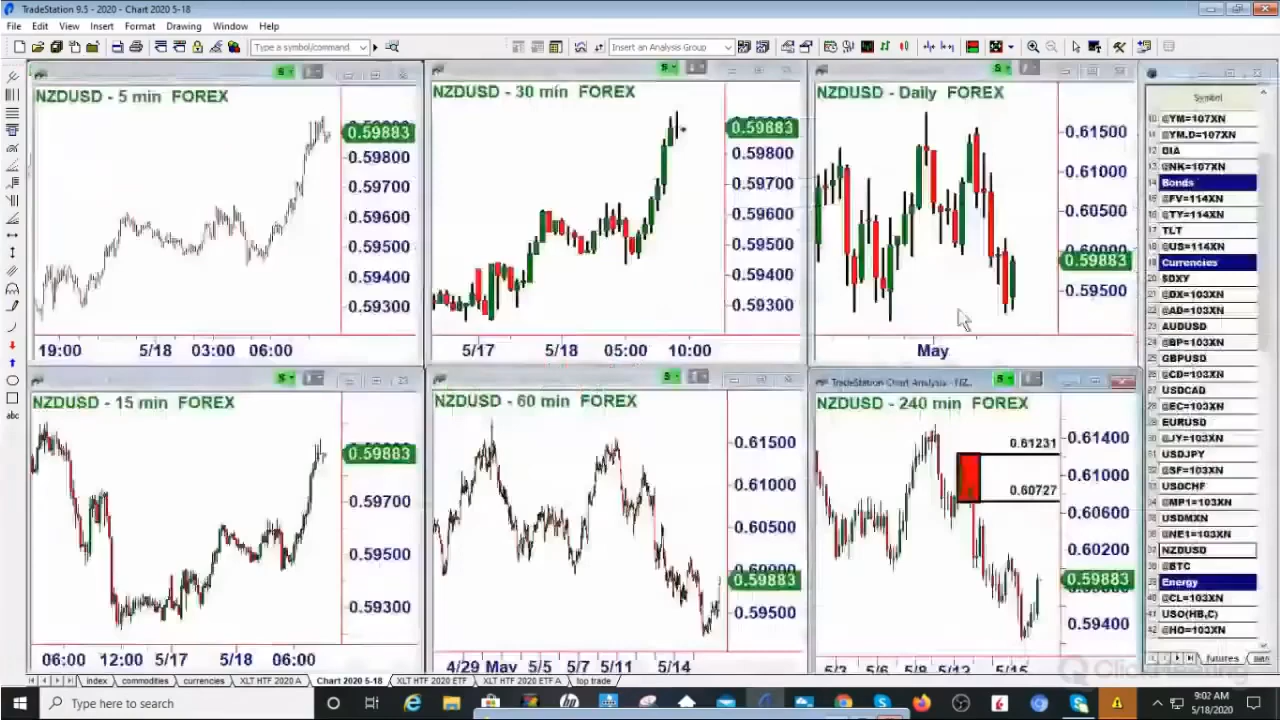 TradeStation 9.5 - 2020 - Chart 2020 5-18
File Edit View Insert Format Drawing Window Help
Type a symbol/command
Insert an Analysis Group
NZDUSD - 5 min FOREX
0.59883
0.59800
0.59700
0.59600
0.59500
0.59400
0.59300
19:00 5/18 03:00 06:00
NZDUSD - 30 min FOREX
0.59883
0.59800
0.59700
0.59600
0.59500
0.59400
0.59300
5/17 5/18 05:00 10:00
NZDUSD - Daily FOREX
0.61500
0.61000
0.60500
0.60000
0.59883
0.59500
May
NZDUSD - 15 min FOREX
0.59883
0.59700
0.59500
0.59300
06:00 12:00 5/17 5/18 06:00
NZDUSD - 60 min FOREX
0.61500
0.61000
0.60500
0.60000
0.59883
0.59500
4/29 May 5/5 5/7 5/11 5/14
TradeStation Chart Analysis - NZ...
NZDUSD - 240 min FOREX
0.61231
0.60727
0.61400
0.61000
0.60600
0.60200
0.59883
0.59400
5/3 5/6 5/8 5/12 5/15
Symbol
@YM=107XN
@YM.D=107XN
DIA
@NK=107XN
Bonds
@FV=114XN
@TY=114XN
TLT
@US=114XN
Currencies
$DXY
@DX=103XN
@AD=103XN
AUDUSD
@BP=103XN
GBPUSD
@CD=103XN
USDCAD
@EC=103XN
EURUSD
@JY=103XN
USDJPY
@SF=103XN
USDCHF
@MP1=103XN
USDMXN
@NE1=103XN
NZDUSD
@BTC
Energy
@CL=103XN
USO(HB,C)
@HO=103XN
futures
index commodities currencies XLT HTF 2020 A Chart 2020 5-18 XLT HTF 2020 ETF XLT HTF 2020 ETF A top trade
abc
Type here to search
9:02 AM
5/18/2020